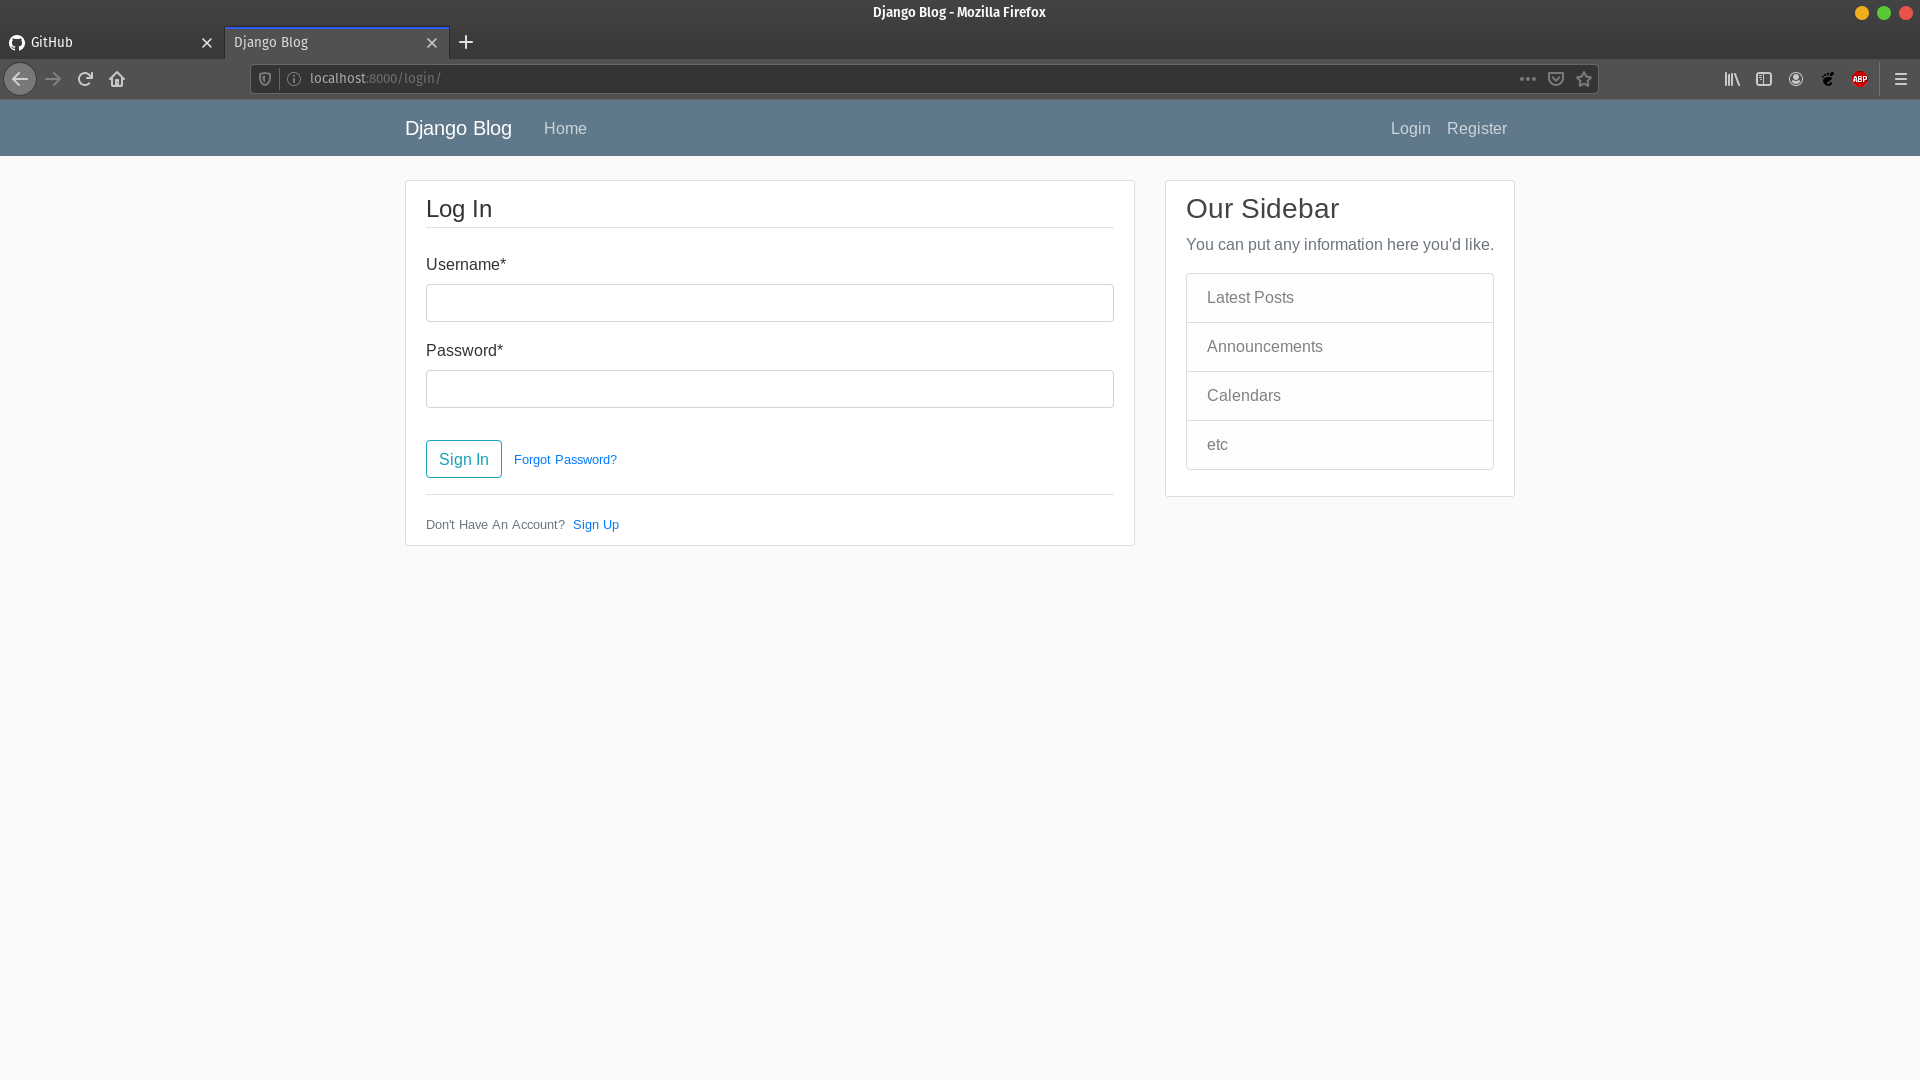 Django Blog - Mozilla Firefox
GitHub
Django Blog
localhost:8000/login/
ABP
Django Blog
Home
Login
Register
Log In
Username*
Password*
Sign In
Forgot Password?
Don't Have An Account? Sign Up
Our Sidebar
You can put any information here you'd like.
Latest Posts
Announcements
Calendars
etc